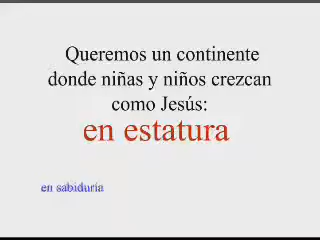 Queremos un continente
donde niñas y niños crezcan
como Jesús:
en estatura
en sabiduría